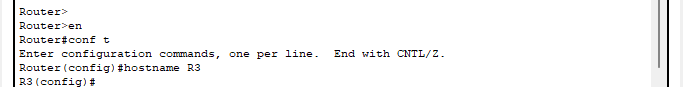 Router>
Router>en
Router#conf t
Enter configuration commands, one per line.  End with CNTL/Z.
Router(config)#hostname R3
R3(config)#